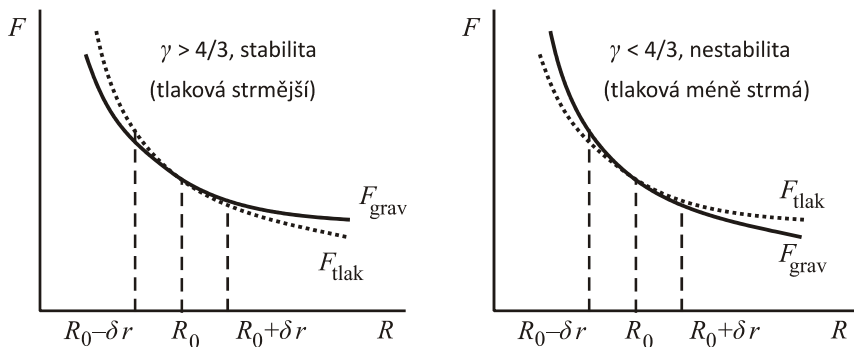 F
γ > 4/3, stabilita
(tlaková strmější)
F_grav
F_tlak
R₀–δr R₀ R₀+δr R
F
γ < 4/3, nestabilita
(tlaková méně strmá)
F_tlak
F_grav
R₀–δr R₀ R₀+δr R